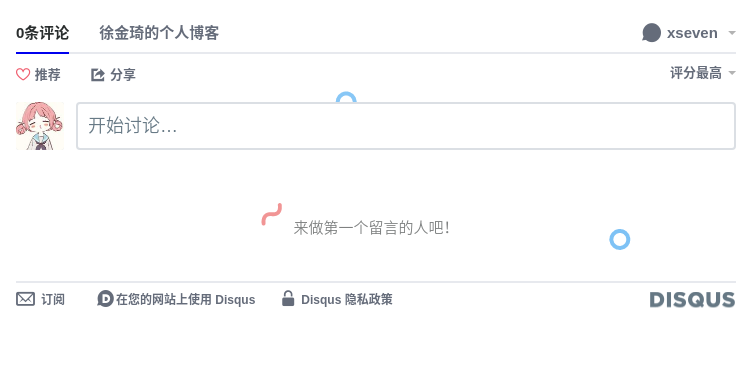 0条评论 徐金琦的个人博客 xseven
推荐 分享 评分最高
开始讨论…
来做第一个留言的人吧!
订阅 在您的网站上使用 Disqus Disqus 隐私政策 DISQUS